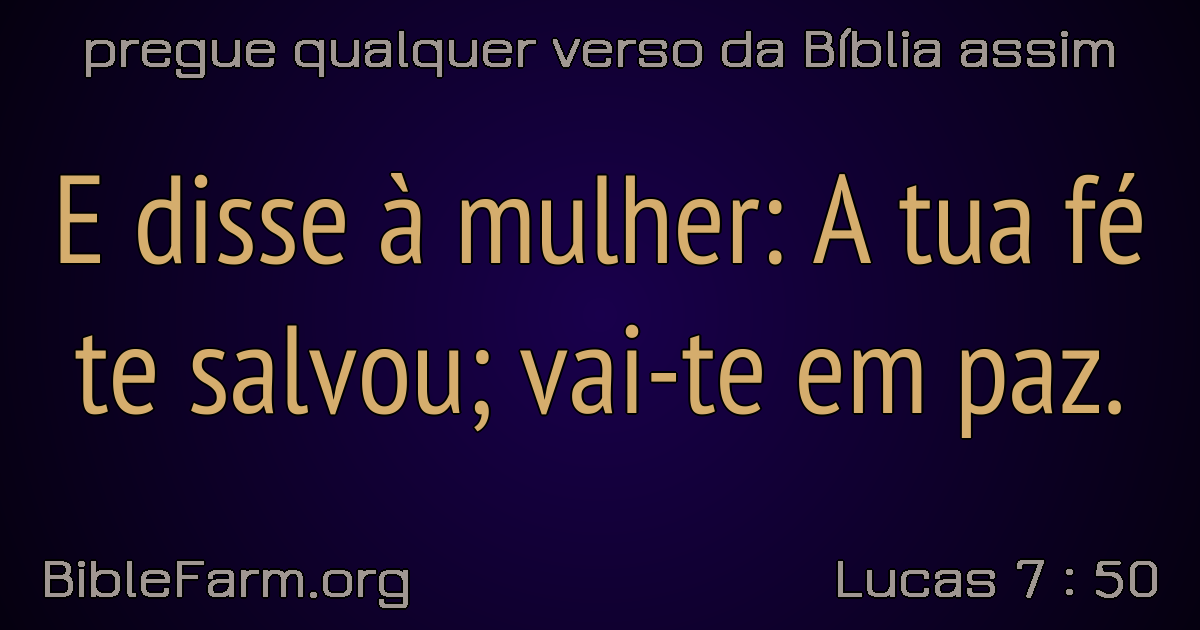 pregue qualquer verso da Bíblia assim
E disse à mulher: A tua fé
te salvou; vai-te em paz.
BibleFarm.org
Lucas 7 : 50